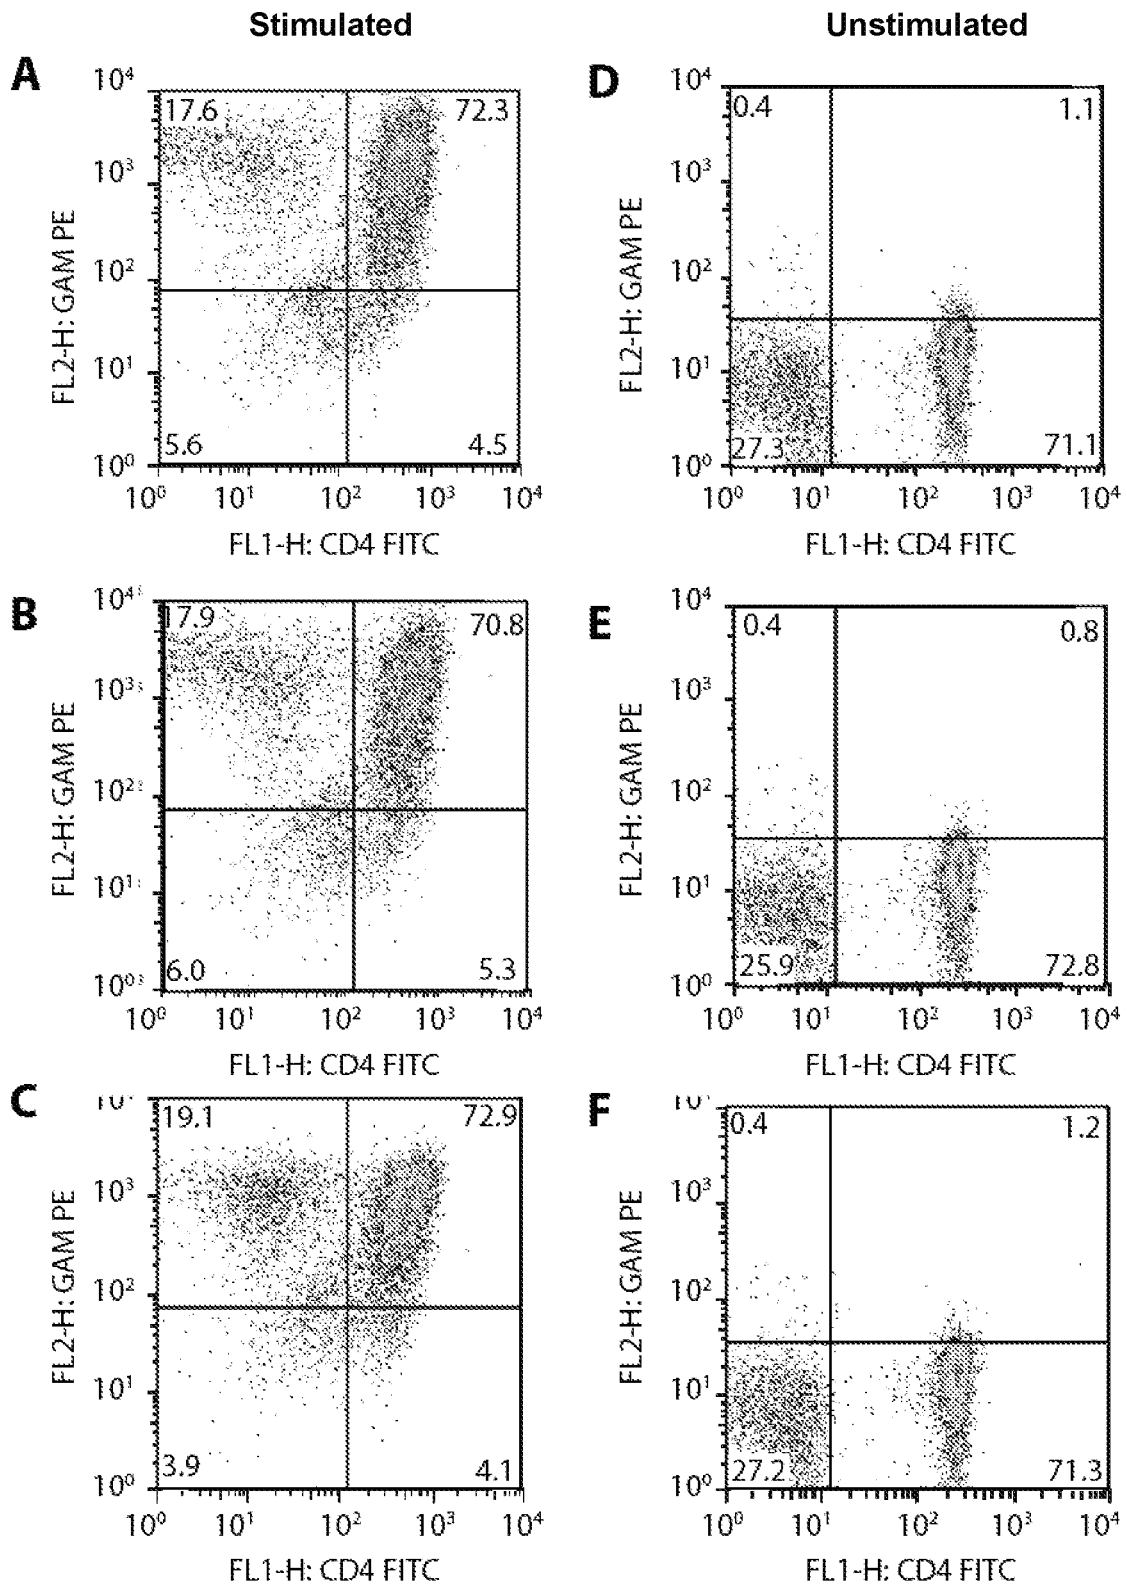 Stimulated Unstimulated
A
10⁴
17.6 72.3
10³
10²
10¹
10⁰
5.6 4.5
FL2-H: GAM PE
10⁰ 10¹ 10² 10³ 10⁴
FL1-H: CD4 FITC
D
10⁴
0.4 1.1
10³
10²
10¹
10⁰
27.3 71.1
FL2-H: GAM PE
10⁰ 10¹ 10² 10³ 10⁴
FL1-H: CD4 FITC
B
10⁴
17.9 70.8
10³
10²
10¹
10⁰
6.0 5.3
FL2-H: GAM PE
10⁰ 10¹ 10² 10³ 10⁴
FL1-H: CD4 FITC
E
10⁴
0.4 0.8
10³
10²
10¹
10⁰
25.9 72.8
FL2-H: GAM PE
10⁰ 10¹ 10² 10³ 10⁴
FL1-H: CD4 FITC
C
19.1 72.9
10³
10²
10¹
10⁰
3.9 4.1
FL2-H: GAM PE
10⁰ 10¹ 10² 10³ 10⁴
FL1-H: CD4 FITC
F
0.4 1.2
10³
10²
10¹
10⁰
27.2 71.3
FL2-H: GAM PE
10⁰ 10¹ 10² 10³ 10⁴
FL1-H: CD4 FITC